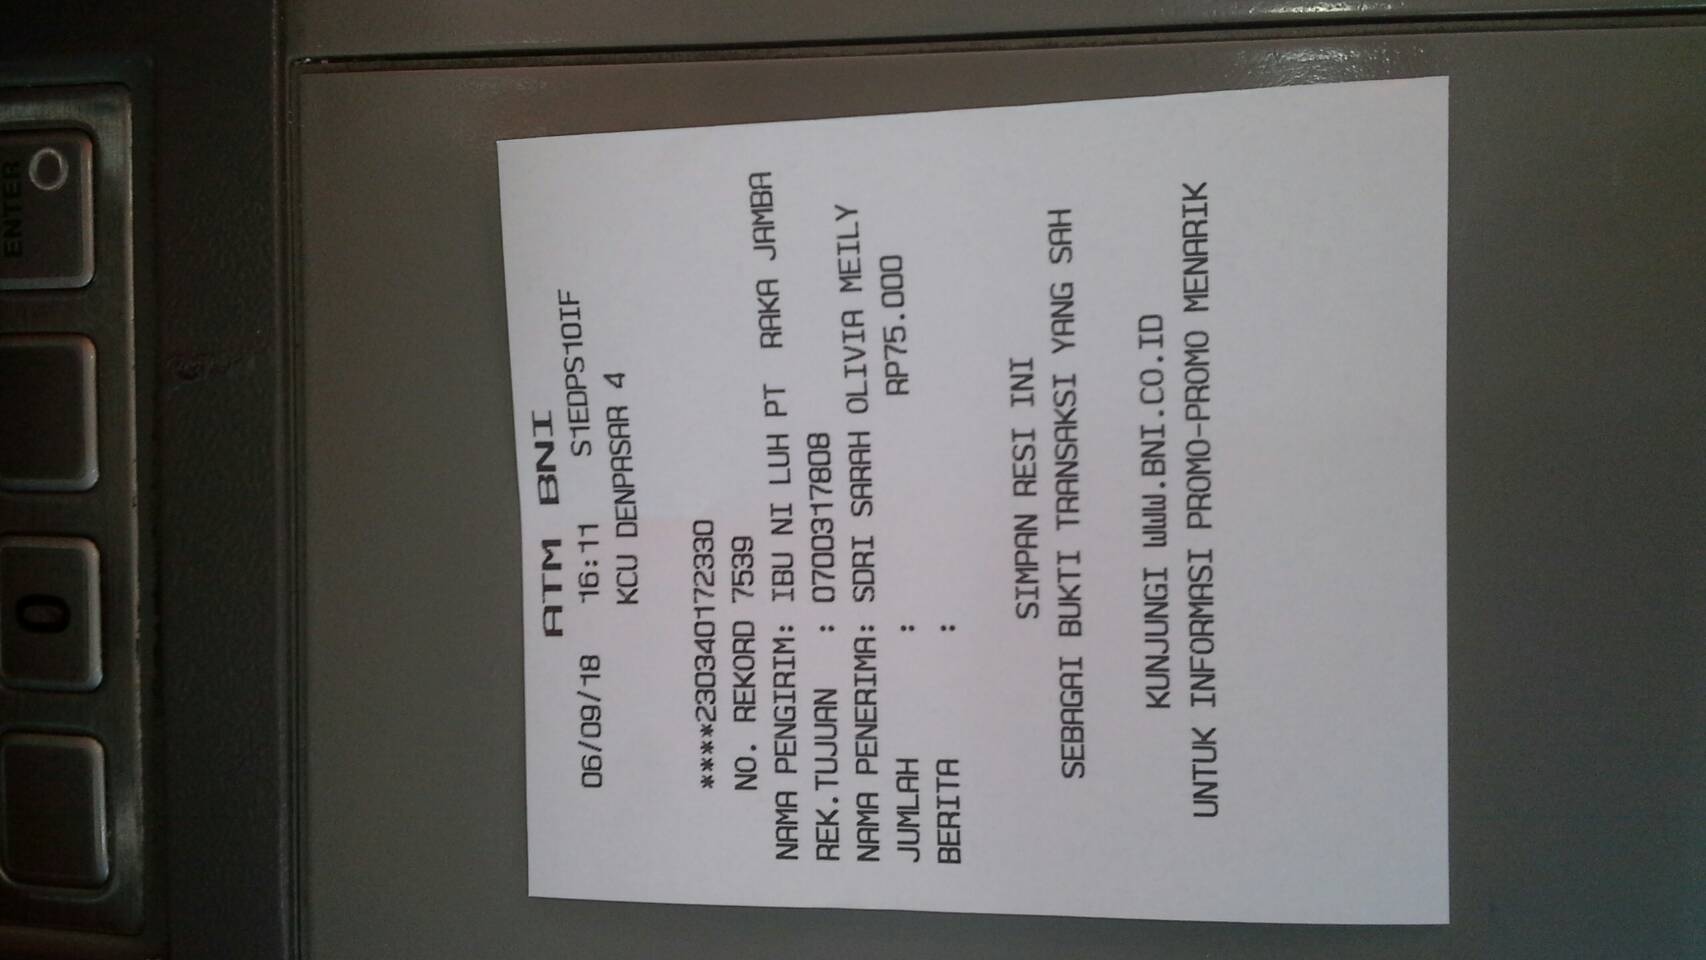 ATM BNI
06/09/18 16:11 S1EDPS10IF
KCU DENPASAR 4
****230340172330
NO. REKORD 7539
NAMA PENGIRIM: IBU NI LUH PT RAKA JAMBA
REK.TUJUAN : 0700317808
NAMA PENERIMA: SDRI SARAH OLIVIA MEILY
JUMLAH : RP75.000
BERITA :
SIMPAN RESI INI
SEBAGAI BUKTI TRANSAKSI YANG SAH
KUNJUNGI WWW.BNI.CO.ID
UNTUK INFORMASI PROMO-PROMO MENARIK
0
ENTER